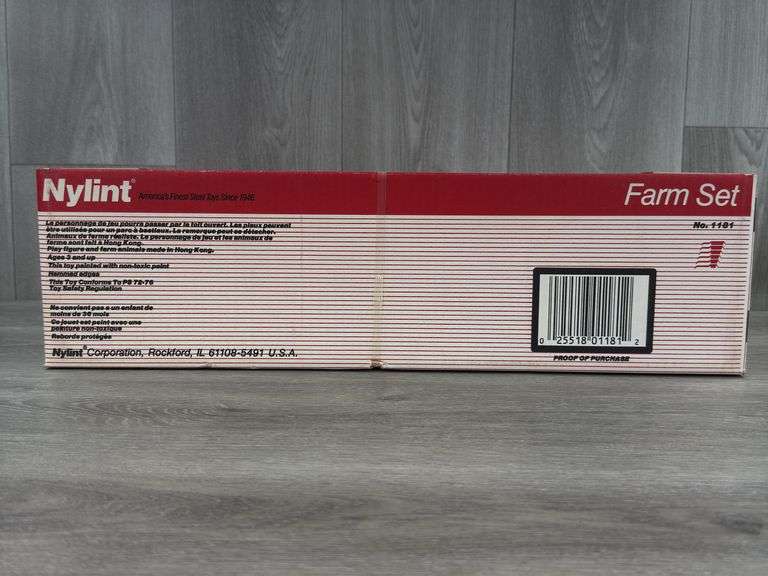 Nylint® America's Finest Steel Toys Since 1946
Farm Set
No. 1181
Le personnage de jeu pourra passer par le toit ouvert. Les pieux peuvent
être utilisés pour un parc à bestiaux. La remorque peut se détacher.
Animaux de ferme réaliste. Le personnage de jeu et les animaux de
ferme sont fait à Hong Kong.
Play figure and farm animals made in Hong Kong.
Ages 3 and up
This toy painted with non-toxic paint
Hemmed edges
This Toy Conforms To PS 72-76
Toy Safety Regulation
Ne convient pas a un enfant de
moins de 36 mois
Ce jouet est peint avec une
peinture non-toxique
Rebords protégés
Nylint® Corporation, Rockford, IL 61108-5491 U.S.A.
0 25518 01181 2
PROOF OF PURCHASE